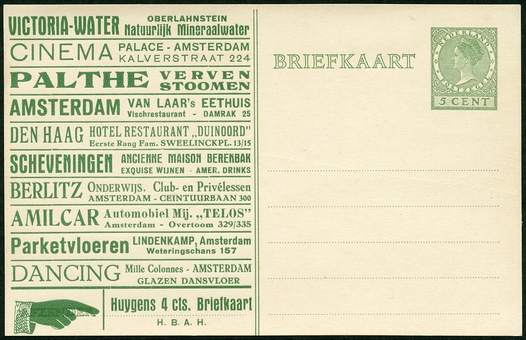 VICTORIA-WATER OBERLAHNSTEIN
Natuurlijk Mineraalwater
CINEMA PALACE - AMSTERDAM
KALVERSTRAAT 224
PALTHE VERVEN
STOOMEN
AMSTERDAM VAN LAAR's EETHUIS
Vischrestaurant - DAMRAK 25
DEN HAAG HOTEL RESTAURANT „DUINOORD"
Eerste Rang Fam. SWEELINCKPL. 13/15
SCHEVENINGEN ANCIENNE MAISON BEREKBAK
EXQUISE WIJNEN - AMER. DRINKS
BERLITZ ONDERWIJS. Club- en Privélessen
AMSTERDAM - CEINTUURBAAN 300
AMILCAR Automobiel Mij. „TELOS"
Amsterdam - Overtoom 329/335
Parketvloeren LINDENKAMP, Amsterdam
Weteringschans 157
DANCING Mille Colonnes - AMSTERDAM
GLAZEN DANSVLOER
Huygens 4 cts. Briefkaart
H. B. A. H.
BRIEFKAART
NEDERLAND
5 CENT